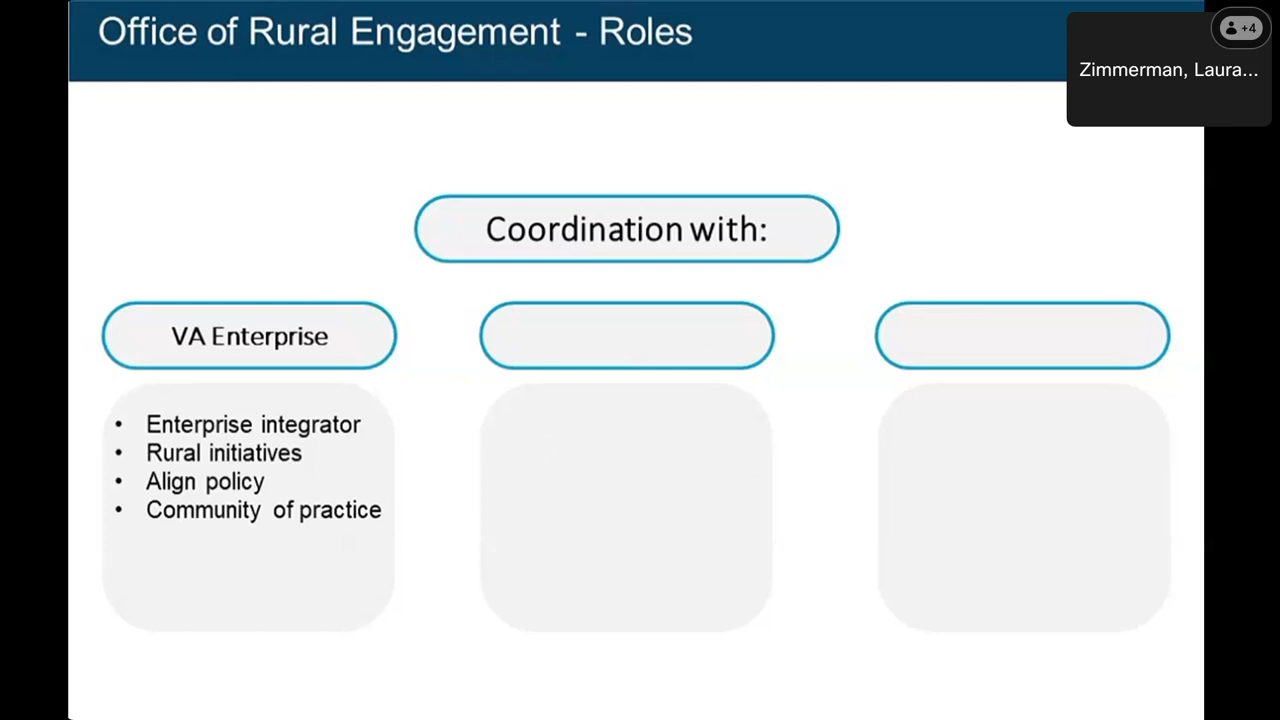 Office of Rural Engagement - Roles
+4
Zimmerman, Laura...
Coordination with:
VA Enterprise
• Enterprise integrator
• Rural initiatives
• Align policy
• Community of practice